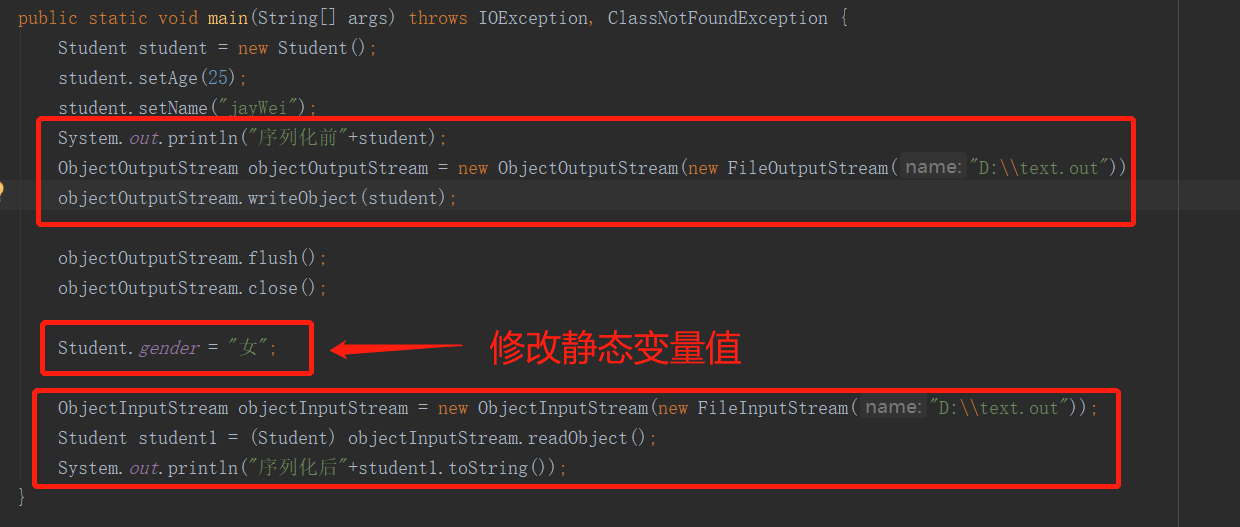 public static void main(String[] args) throws IOException, ClassNotFoundException {
Student student = new Student();
student.setAge(25);
student.setName("jayWei");
System.out.println("序列化前"+student);
ObjectOutputStream objectOutputStream = new ObjectOutputStream(new FileOutputStream( name: "D:\\text.out"))
objectOutputStream.writeObject(student);
objectOutputStream.flush();
objectOutputStream.close();
Student.gender = "女";
修改静态变量值
ObjectInputStream objectInputStream = new ObjectInputStream(new FileInputStream( name: "D:\\text.out"));
Student student1 = (Student) objectInputStream.readObject();
System.out.println("序列化后"+student1.toString());
}